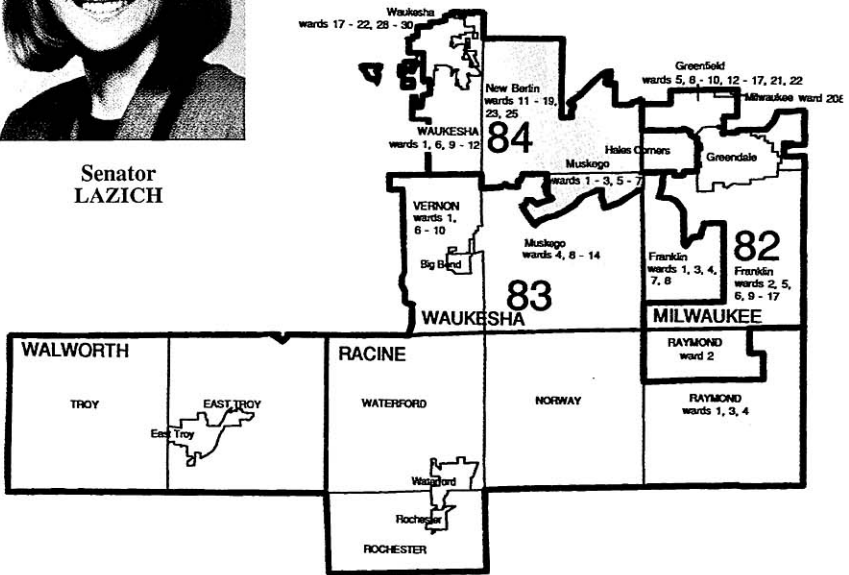 Senator
LAZICH
Waukesha
wards 17 - 22, 28 - 30
WAUKESHA
wards 1, 6, 9 - 12
New Berlin
wards 11 - 19,
23, 25
84
Muskego
wards 1 - 3, 5 - 7
Greenfield
wards 5, 8 - 10, 12 - 17, 21, 22
Milwaukee ward 208
Hales Corners
Greendale
VERNON
wards 1,
6 - 10
Big Bend
Muskego
wards 4, 8 - 14
83
WAUKESHA
Franklin
wards 1, 3, 4,
7, 8
82
Franklin
wards 2, 5,
6, 9 - 17
MILWAUKEE
WALWORTH
TROY
EAST TROY
East Troy
RACINE
WATERFORD
NORWAY
RAYMOND
ward 2
RAYMOND
wards 1, 3, 4
Waterford
Rochester
ROCHESTER